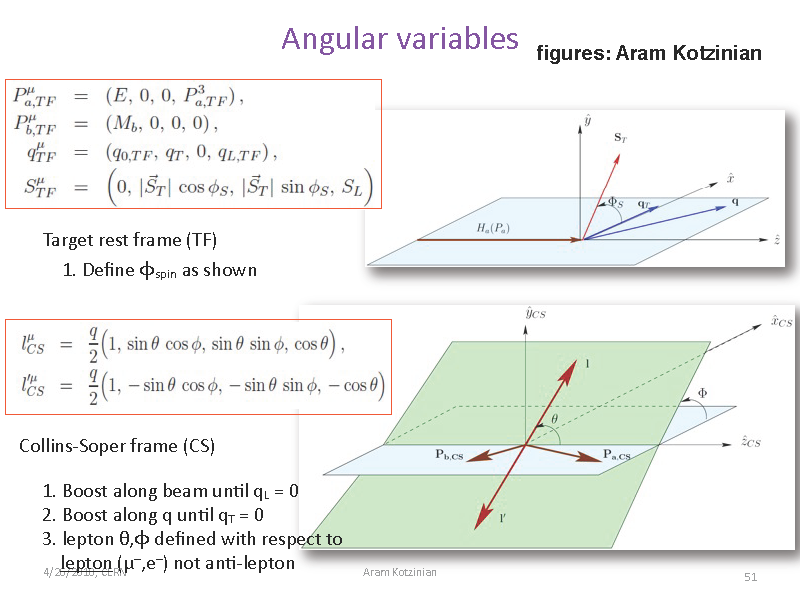 Angular variables
figures: Aram Kotzinian
P^μ_{a,TF} = (E, 0, 0, P^3_{a,TF}),
P^μ_{b,TF} = (M_b, 0, 0, 0),
q^μ_{TF} = (q_{0,TF}, q_T, 0, q_{L,TF}),
S^μ_{TF} = (0, |S⃗_T| cos ϕ_S, |S⃗_T| sin ϕ_S, S_L)
ŷ
S_T
x̂
Φ_S
q_T
q
H_a(P_a)
ẑ
Target rest frame (TF)
1. Define ϕ_{spin} as shown
l^μ_{CS} = q/2 (1, sin θ cos ϕ, sin θ sin ϕ, cos θ),
l'^μ_{CS} = q/2 (1, − sin θ cos ϕ, − sin θ sin ϕ, − cos θ)
ŷ_{CS}
x̂_{CS}
l
Φ
θ
ẑ_{CS}
P_{b,CS}
P_{a,CS}
l'
Collins-Soper frame (CS)
1. Boost along beam until q_L = 0
2. Boost along q until q_T = 0
3. lepton θ,ϕ defined with respect to
lepton (μ⁻,e⁻) not anti-lepton
CERN
Aram Kotzinian
51